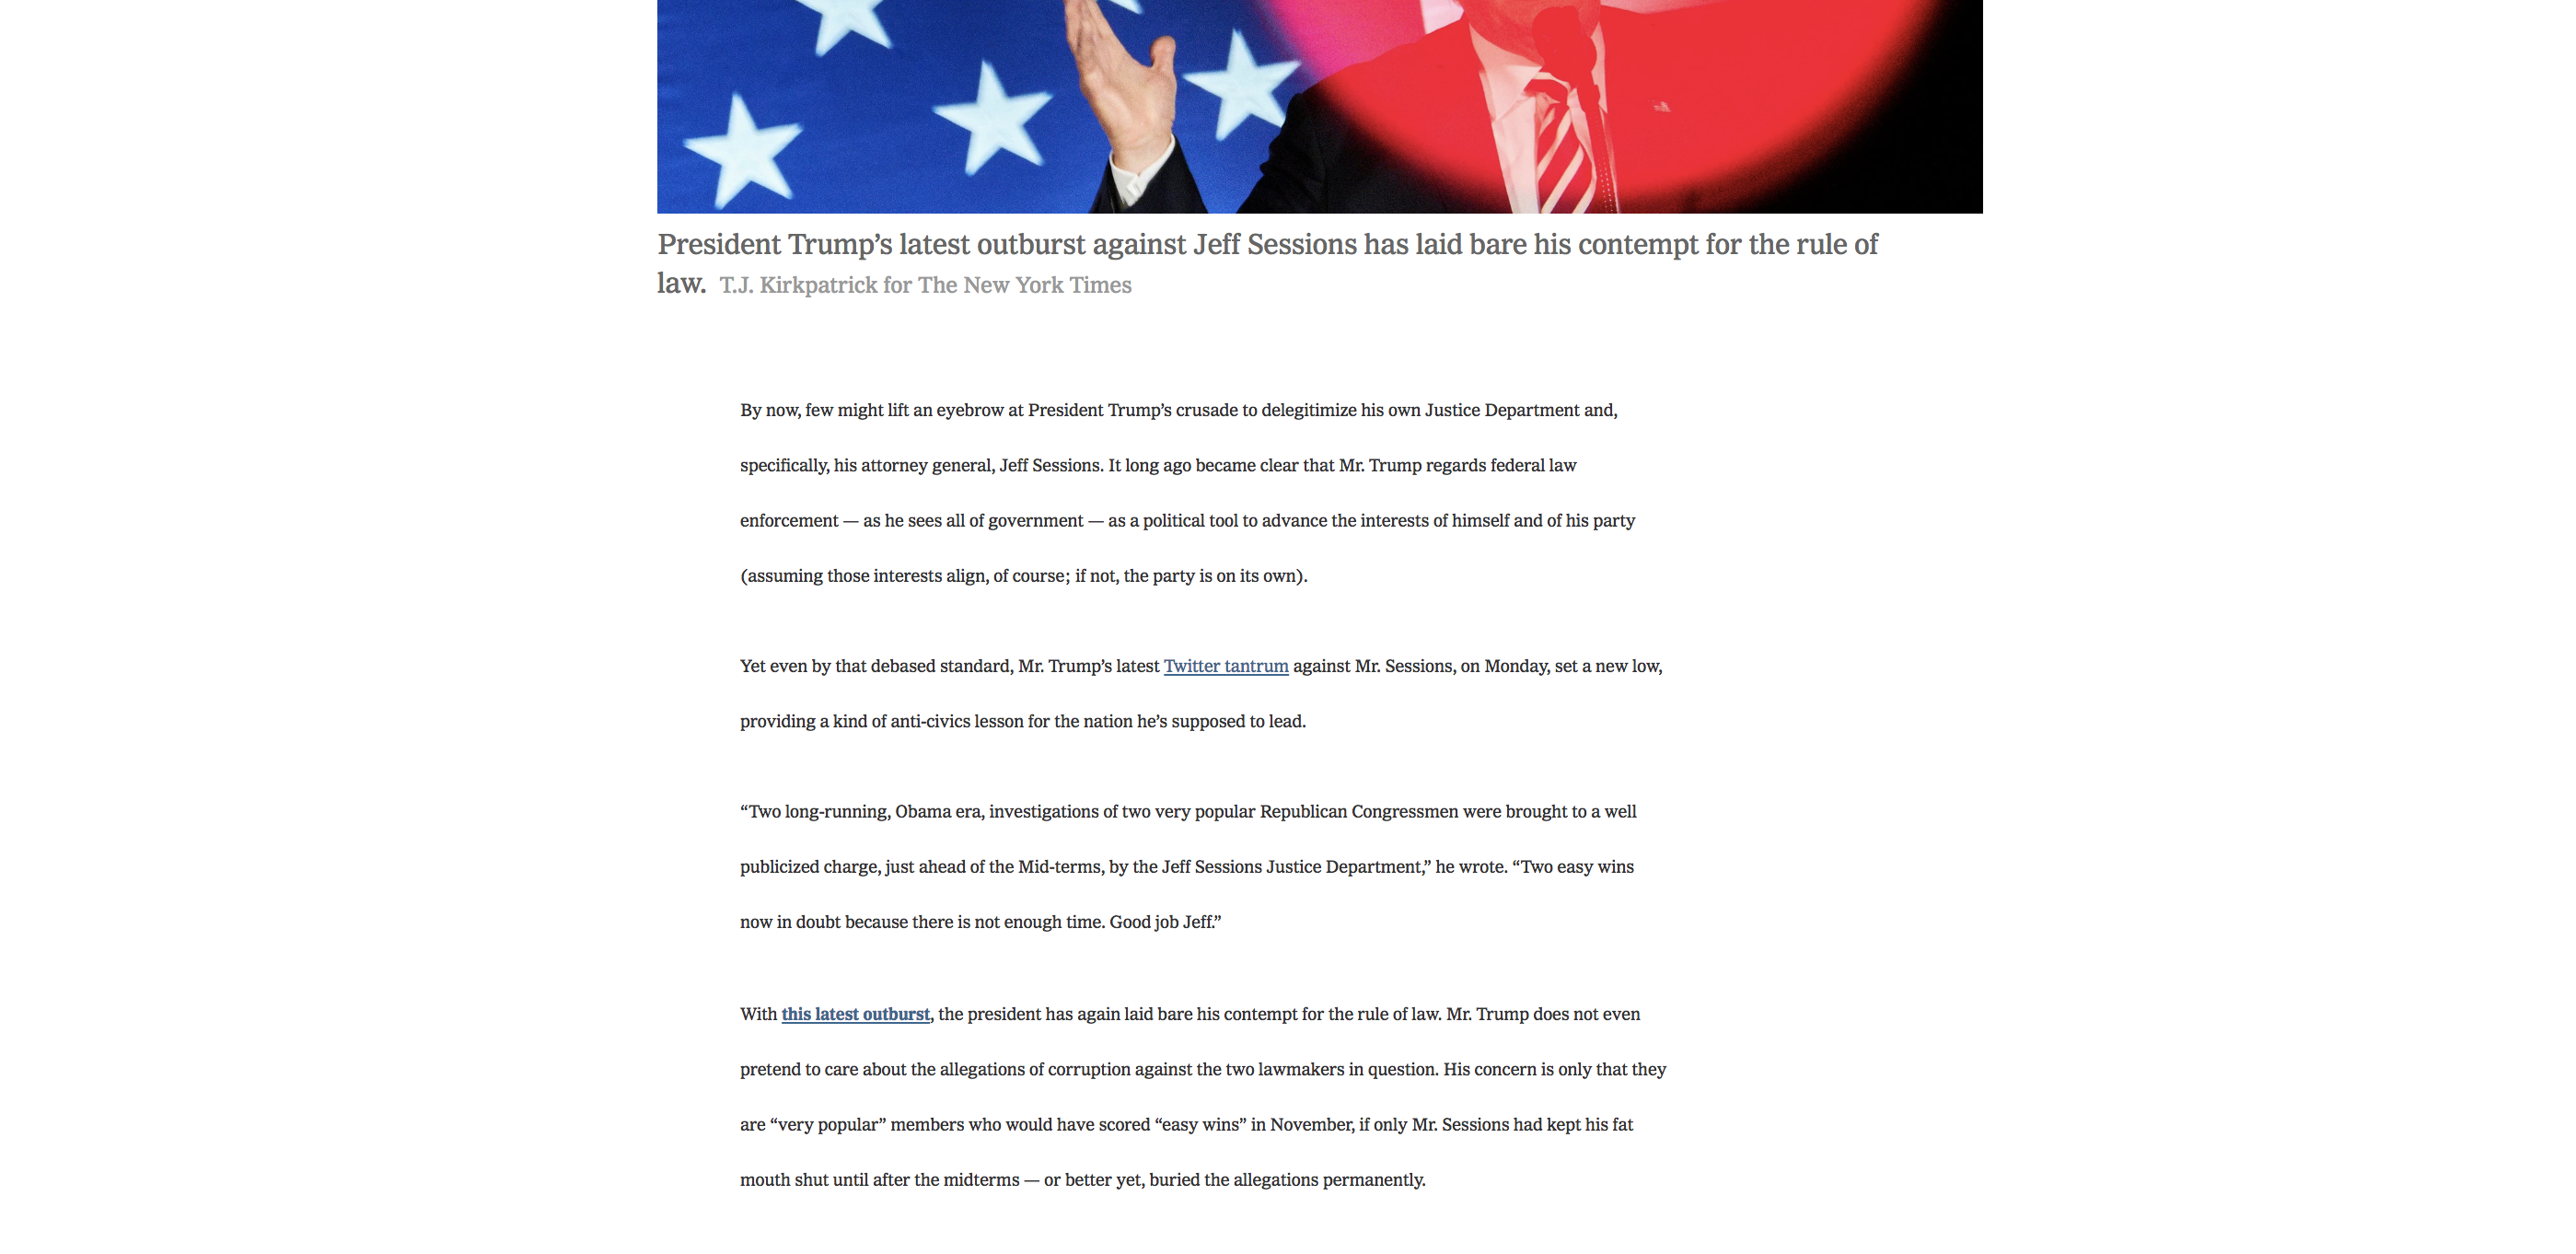 President Trump’s latest outburst against Jeff Sessions has laid bare his contempt for the rule of
law. T.J. Kirkpatrick for The New York Times
By now, few might lift an eyebrow at President Trump’s crusade to delegitimize his own Justice Department and,
specifically, his attorney general, Jeff Sessions. It long ago became clear that Mr. Trump regards federal law
enforcement — as he sees all of government — as a political tool to advance the interests of himself and of his party
(assuming those interests align, of course; if not, the party is on its own).
Yet even by that debased standard, Mr. Trump’s latest Twitter tantrum against Mr. Sessions, on Monday, set a new low,
providing a kind of anti-civics lesson for the nation he’s supposed to lead.
“Two long-running, Obama era, investigations of two very popular Republican Congressmen were brought to a well
publicized charge, just ahead of the Mid-terms, by the Jeff Sessions Justice Department,” he wrote. “Two easy wins
now in doubt because there is not enough time. Good job Jeff.”
With this latest outburst, the president has again laid bare his contempt for the rule of law. Mr. Trump does not even
pretend to care about the allegations of corruption against the two lawmakers in question. His concern is only that they
are “very popular” members who would have scored “easy wins” in November, if only Mr. Sessions had kept his fat
mouth shut until after the midterms — or better yet, buried the allegations permanently.